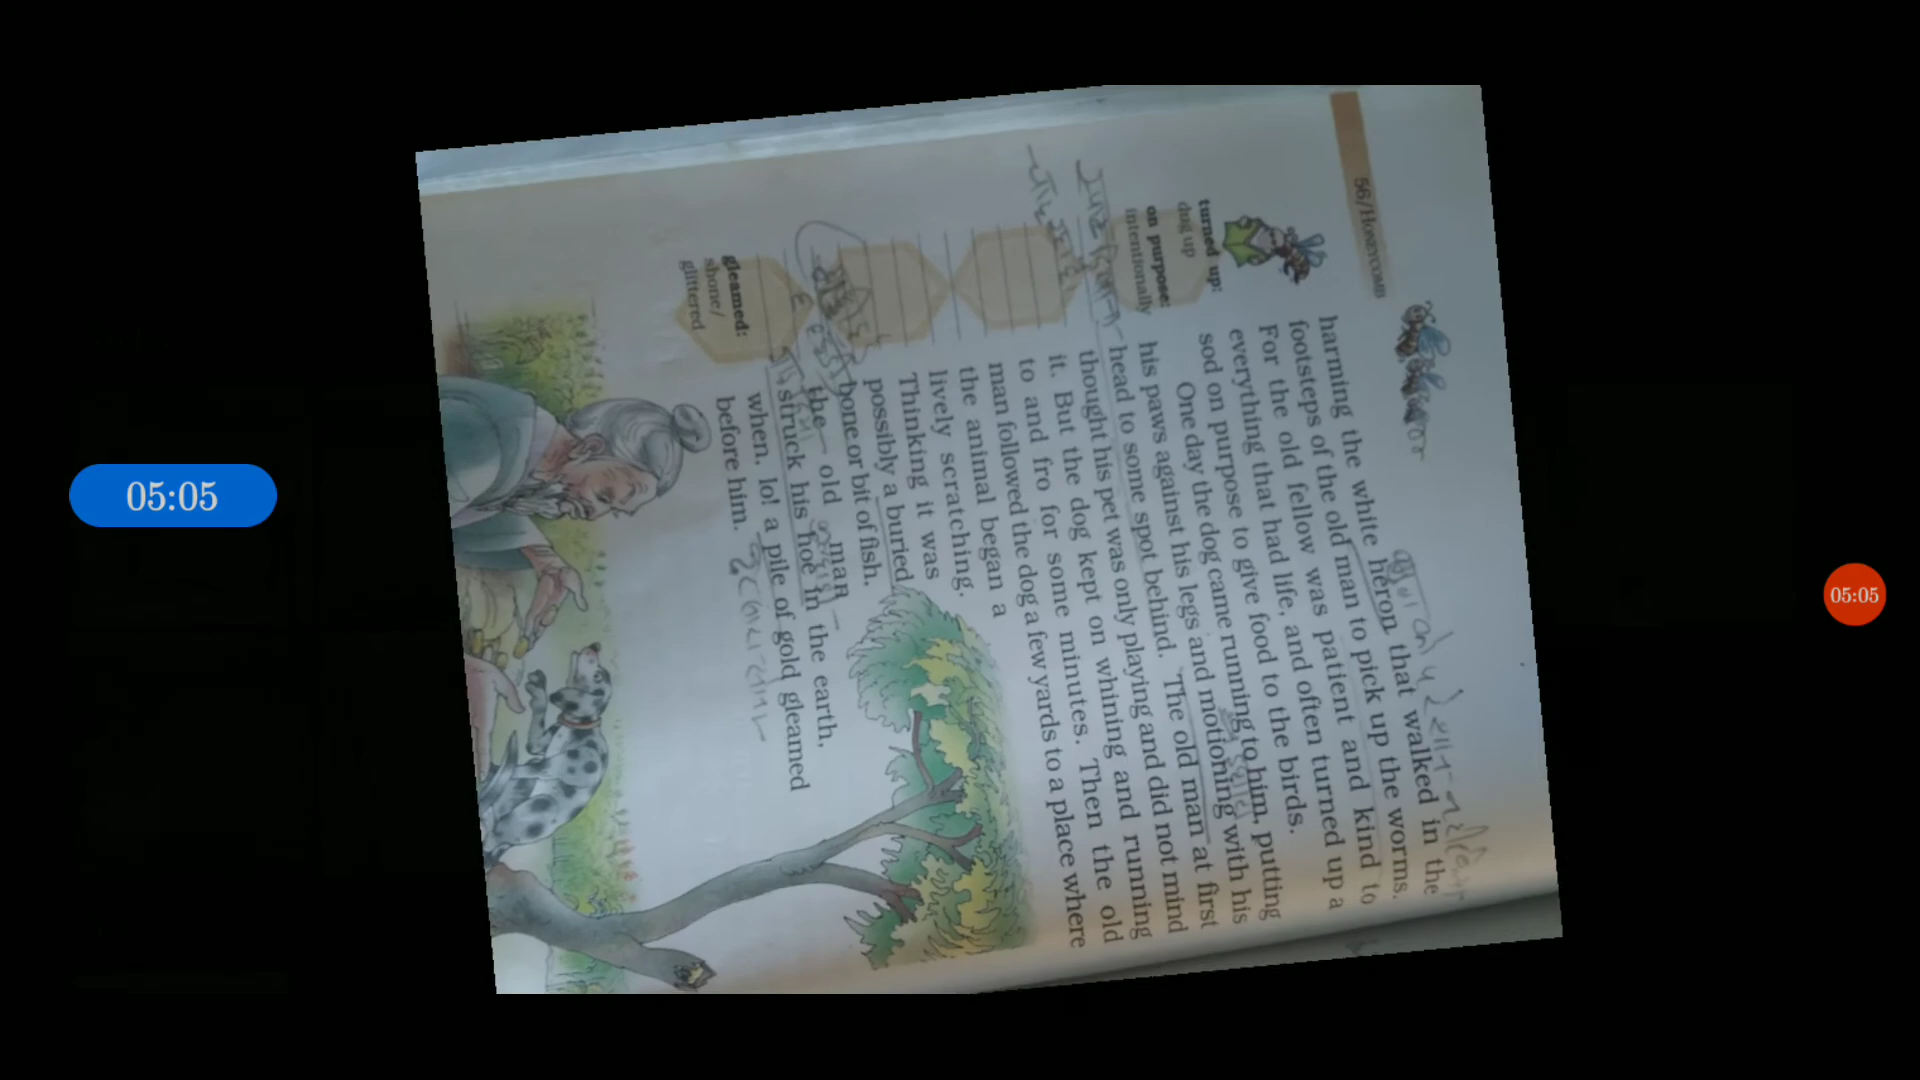 56/HONEYCOMB
harming the white heron that walked in the
footsteps of the old man to pick up the worms.
For the old fellow was patient and kind to
everything that had life, and often turned up a
sod on purpose to give food to the birds.
One day the dog came running to him, putting
his paws against his legs and motioning with his
head to some spot behind. The old man at first
thought his pet was only playing and did not mind
it. But the dog kept on whining and running
to and fro for some minutes. Then the old
man followed the dog a few yards to a place where
the animal began a
lively scratching.
Thinking it was
possibly a buried
bone or bit of fish,
the old man
struck his hoe in the earth,
when, lo! a pile of gold gleamed
before him.
turned up:
dug up
on purpose:
intentionally
gleamed:
shone/
glittered
05:05
05:05